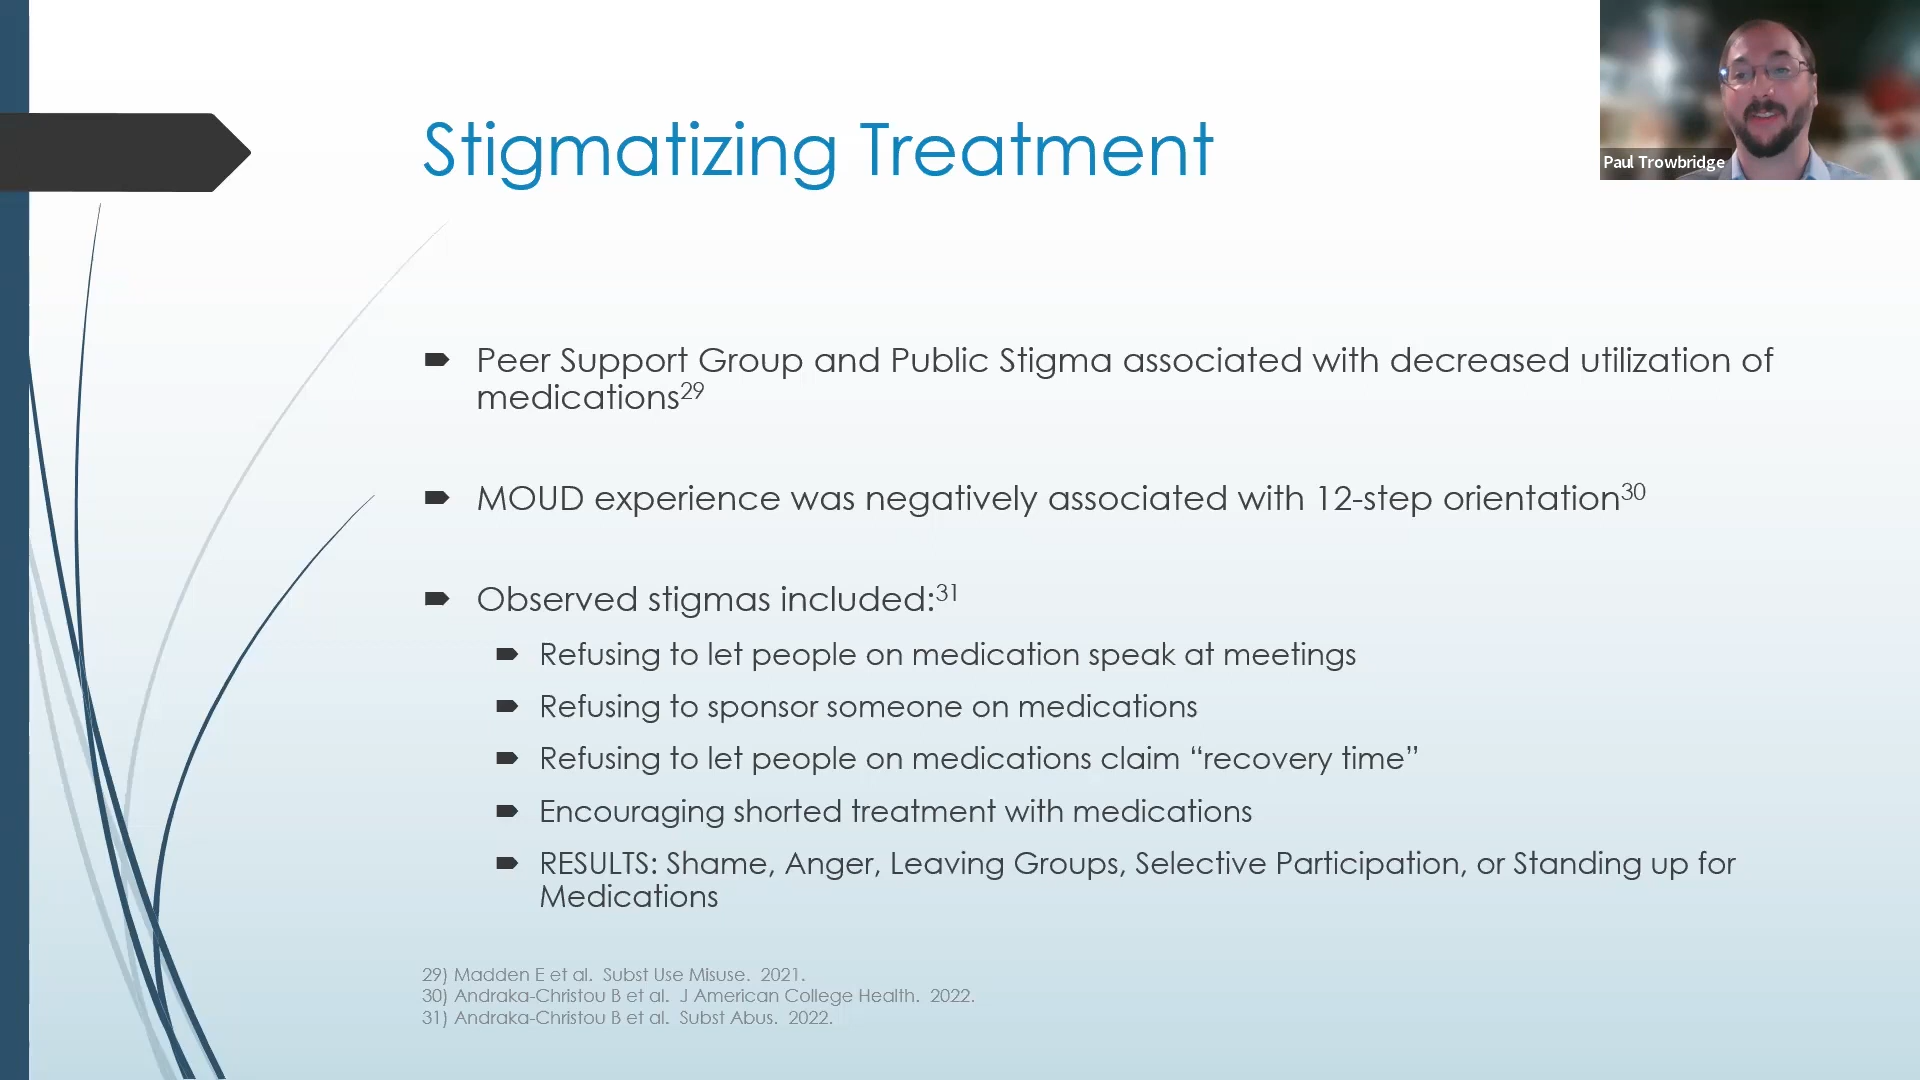 Stigmatizing Treatment
Paul Trowbridge
Peer Support Group and Public Stigma associated with decreased utilization of
medications29
MOUD experience was negatively associated with 12-step orientation30
Observed stigmas included:31
Refusing to let people on medication speak at meetings
Refusing to sponsor someone on medications
Refusing to let people on medications claim “recovery time”
Encouraging shorted treatment with medications
RESULTS: Shame, Anger, Leaving Groups, Selective Participation, or Standing up for
Medications
29) Madden E et al.  Subst Use Misuse.  2021.
30) Andraka-Christou B et al.  J American College Health.  2022.
31) Andraka-Christou B et al.  Subst Abus.  2022.